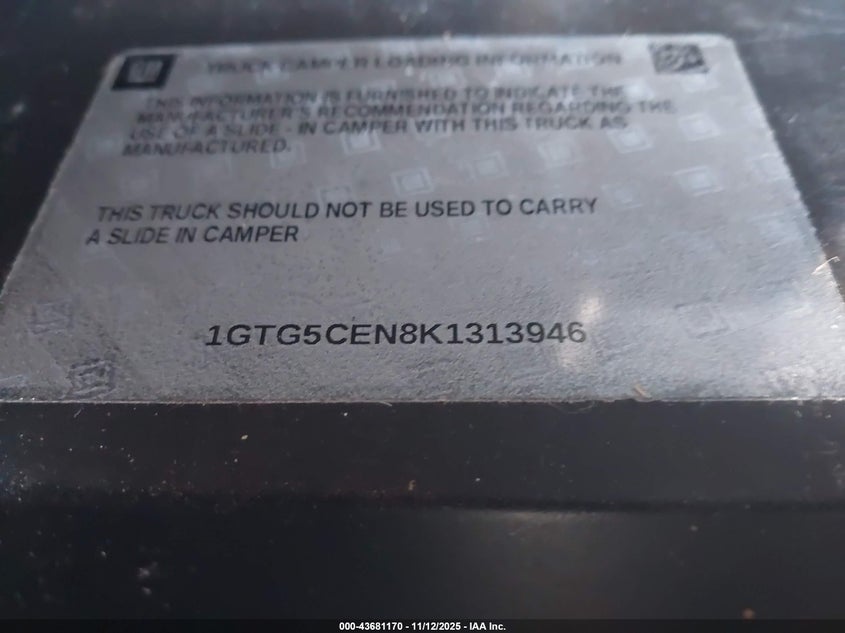 GM TRUCK CAMPER LOADING INFORMATION
THIS INFORMATION IS FURNISHED TO INDICATE THE
MANUFACTURER'S RECOMMENDATION REGARDING THE
USE OF A SLIDE - IN CAMPER WITH THIS TRUCK AS
MANUFACTURED.
THIS TRUCK SHOULD NOT BE USED TO CARRY
A SLIDE IN CAMPER
1GTG5CEN8K1313946
000-43681170 - 11/12/2025 - IAA Inc.